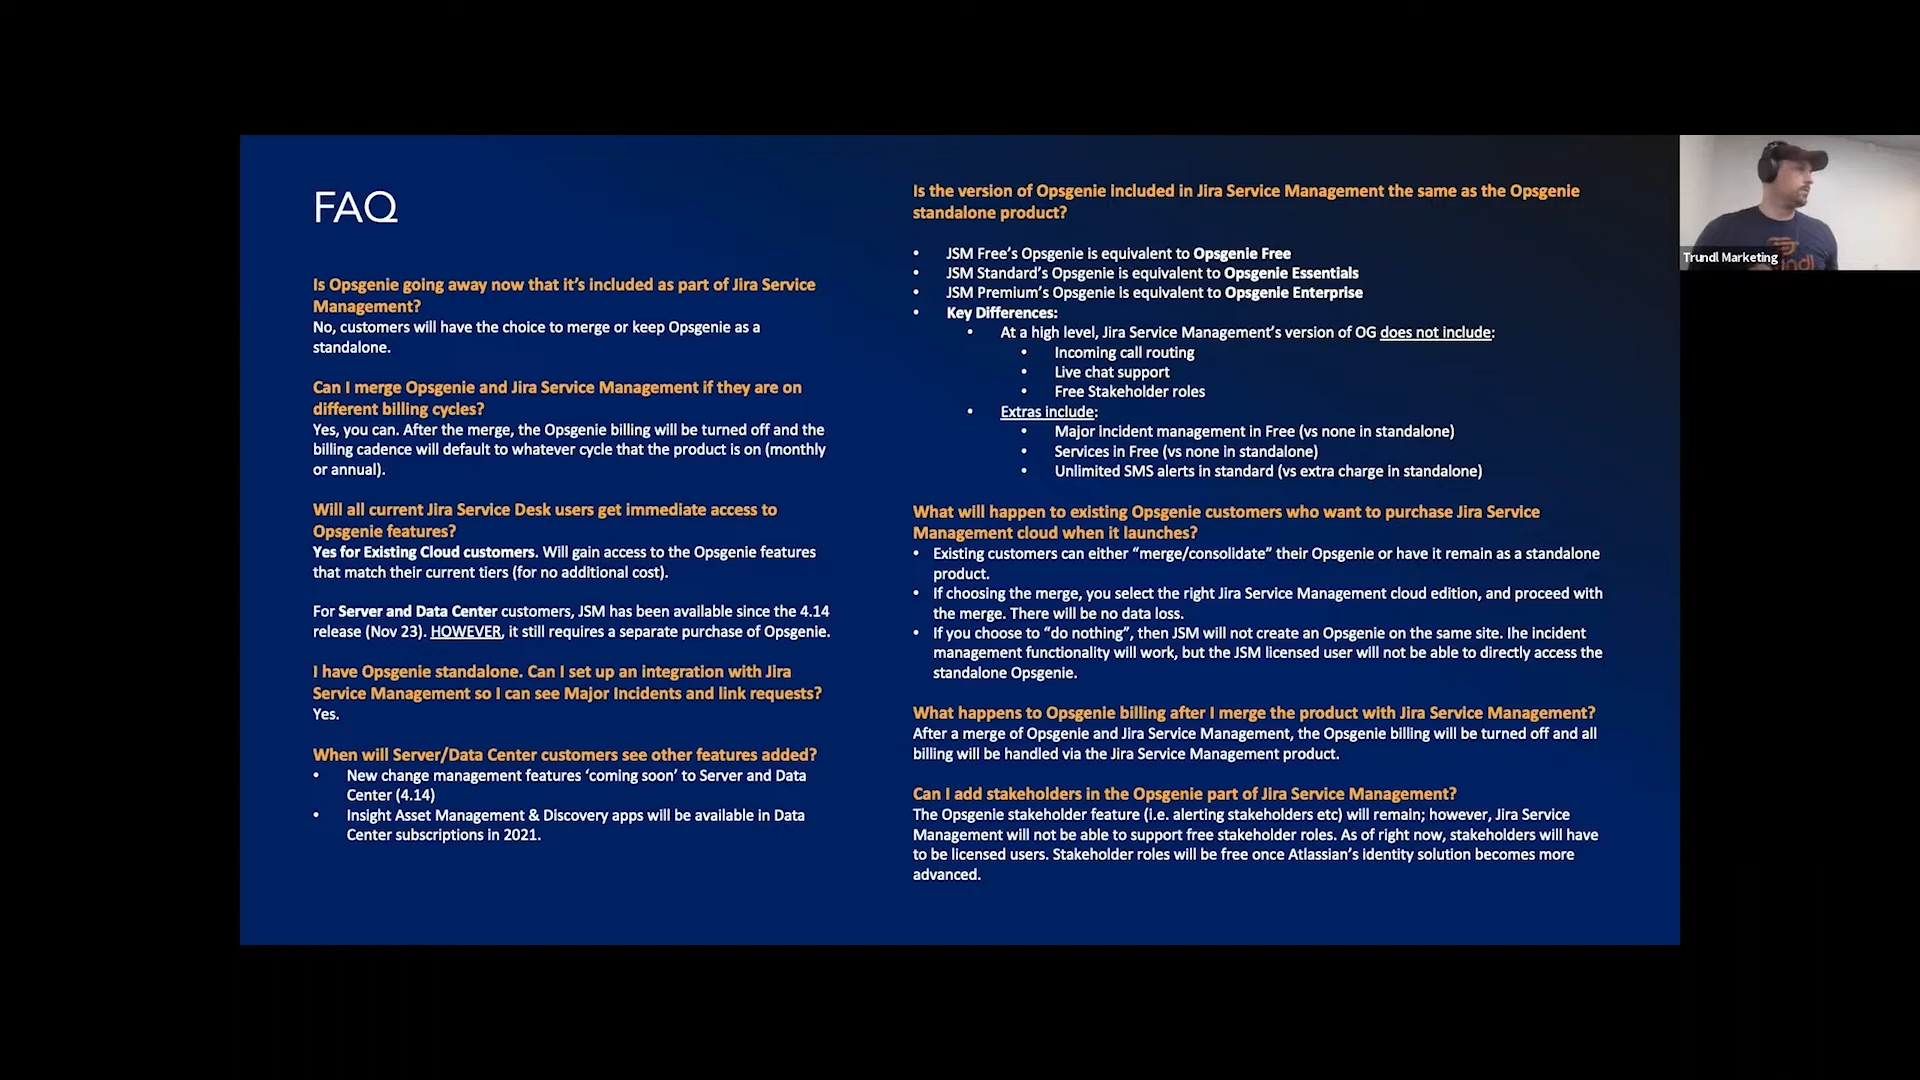 FAQ
Is Opsgenie going away now that it's included as part of Jira Service
Management?
No, customers will have the choice to merge or keep Opsgenie as a
standalone.
Can I merge Opsgenie and Jira Service Management if they are on
different billing cycles?
Yes, you can. After the merge, the Opsgenie billing will be turned off and the
billing cadence will default to whatever cycle that the product is on (monthly
or annual).
Will all current Jira Service Desk users get immediate access to
Opsgenie features?
Yes for Existing Cloud customers. Will gain access to the Opsgenie features
that match their current tiers (for no additional cost).
For Server and Data Center customers, JSM has been available since the 4.14
release (Nov 23). HOWEVER, it still requires a separate purchase of Opsgenie.
I have Opsgenie standalone. Can I set up an integration with Jira
Service Management so I can see Major Incidents and link requests?
Yes.
When will Server/Data Center customers see other features added?
• New change management features ‘coming soon’ to Server and Data
Center (4.14)
• Insight Asset Management & Discovery apps will be available in Data
Center subscriptions in 2021.
Is the version of Opsgenie included in Jira Service Management the same as the Opsgenie
standalone product?
• JSM Free's Opsgenie is equivalent to Opsgenie Free
• JSM Standard's Opsgenie is equivalent to Opsgenie Essentials
• JSM Premium's Opsgenie is equivalent to Opsgenie Enterprise
• Key Differences:
• At a high level, Jira Service Management's version of OG does not include:
• Incoming call routing
• Live chat support
• Free Stakeholder roles
• Extras include:
• Major incident management in Free (vs none in standalone)
• Services in Free (vs none in standalone)
• Unlimited SMS alerts in standard (vs extra charge in standalone)
What will happen to existing Opsgenie customers who want to purchase Jira Service
Management cloud when it launches?
• Existing customers can either “merge/consolidate” their Opsgenie or have it remain as a standalone
product.
• If choosing the merge, you select the right Jira Service Management cloud edition, and proceed with
the merge. There will be no data loss.
• If you choose to “do nothing”, then JSM will not create an Opsgenie on the same site. Ihe incident
management functionality will work, but the JSM licensed user will not be able to directly access the
standalone Opsgenie.
What happens to Opsgenie billing after I merge the product with Jira Service Management?
After a merge of Opsgenie and Jira Service Management, the Opsgenie billing will be turned off and all
billing will be handled via the Jira Service Management product.
Can I add stakeholders in the Opsgenie part of Jira Service Management?
The Opsgenie stakeholder feature (i.e. alerting stakeholders etc) will remain; however, Jira Service
Management will not be able to support free stakeholder roles. As of right now, stakeholders will have
to be licensed users. Stakeholder roles will be free once Atlassian's identity solution becomes more
advanced.
Trundl Marketing